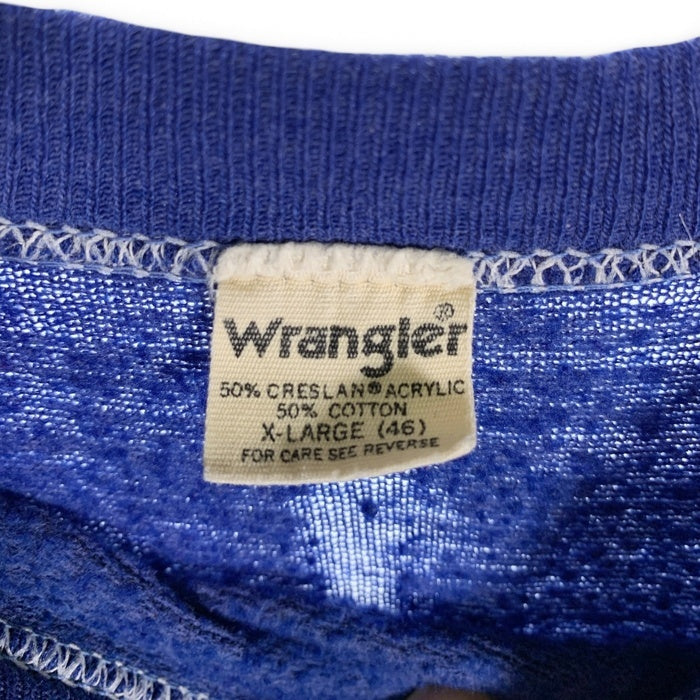 Wrangler®
50% CRESLAN® ACRYLIC
50% COTTON
X-LARGE (46)
FOR CARE SEE REVERSE